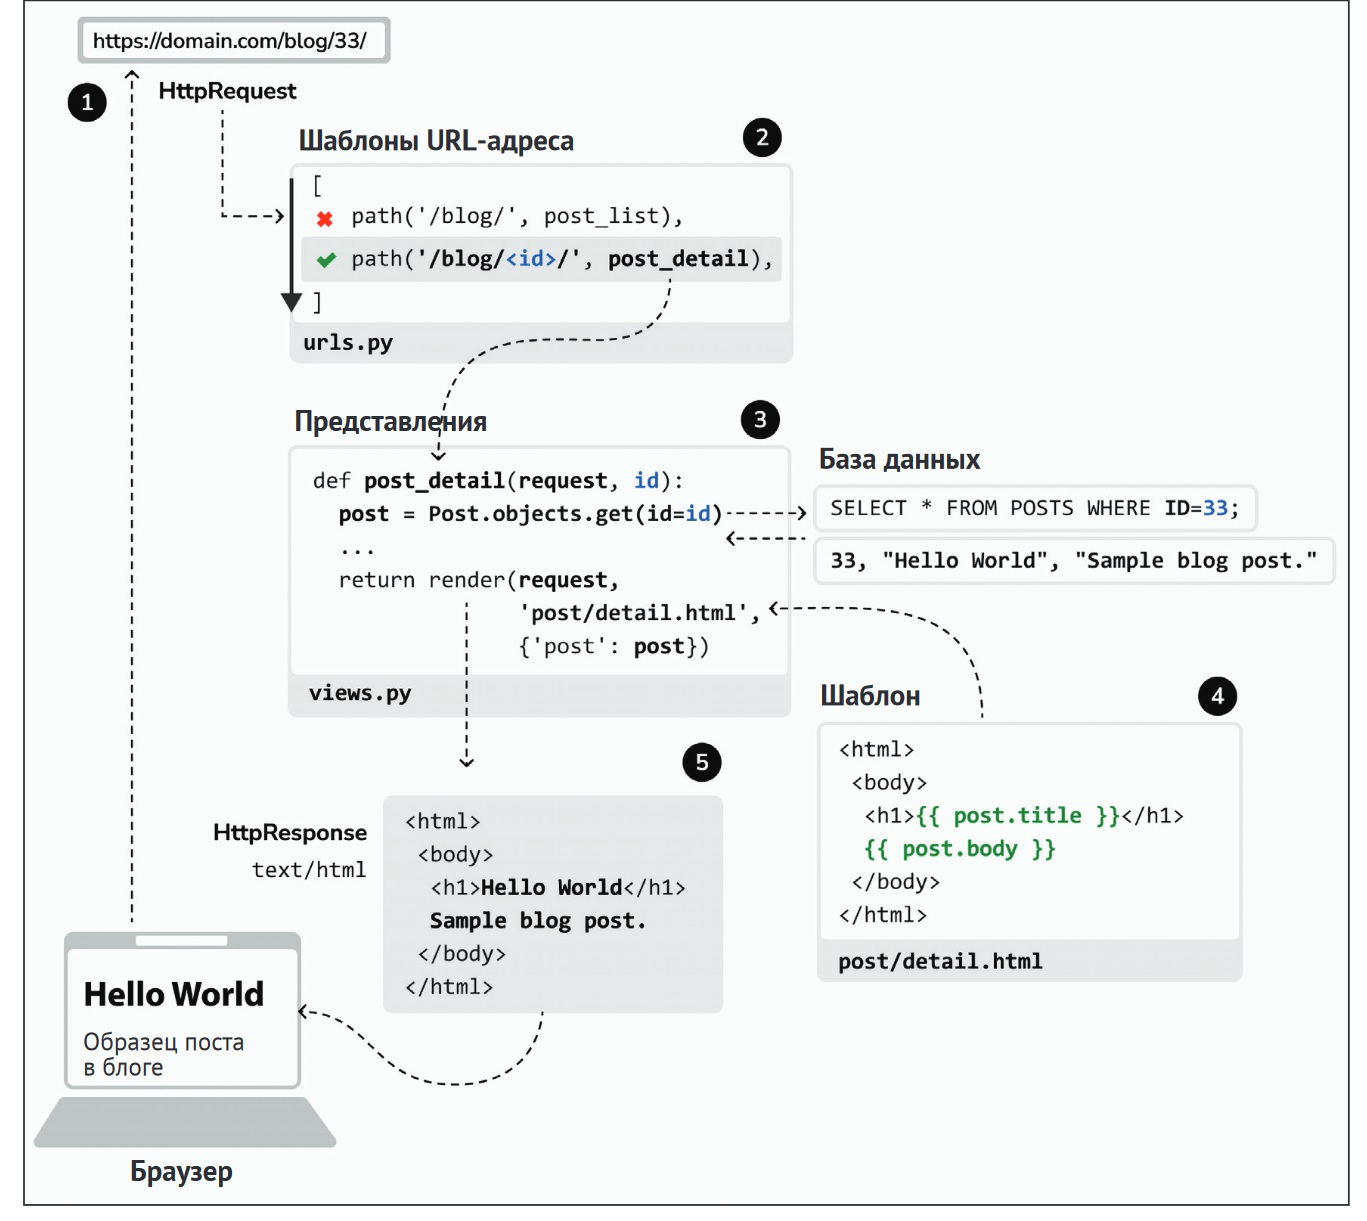 https://domain.com/blog/33/
1
HttpRequest
Шаблоны URL-адреса
2
[
path('/blog/', post_list),
path('/blog/<id>/', post_detail),
]
urls.py
Представления
3
def post_detail(request, id):
post = Post.objects.get(id=id)
...
return render(request,
'post/detail.html',
{'post': post})
views.py
База данных
SELECT * FROM POSTS WHERE ID=33;
33, "Hello World", "Sample blog post."
Шаблон
4
<html>
<body>
<h1>{{ post.title }}</h1>
{{ post.body }}
</body>
</html>
post/detail.html
5
HttpResponse
text/html
<html>
<body>
<h1>Hello World</h1>
Sample blog post.
</body>
</html>
Hello World
Образец поста
в блоге
Браузер